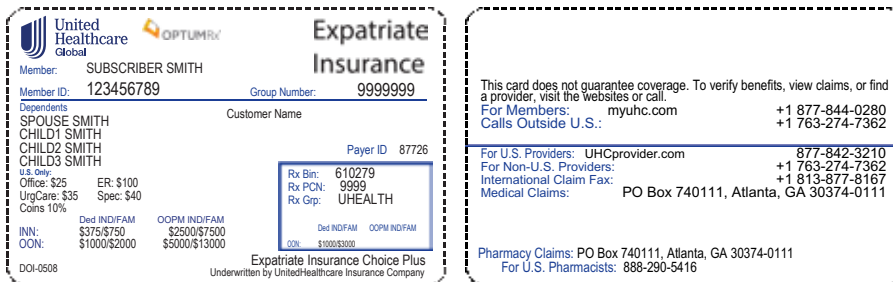 United
Healthcare
Global
OPTUMRx
Expatriate
Insurance
Member: SUBSCRIBER SMITH
Member ID: 123456789 Group Number: 9999999
Dependents
SPOUSE SMITH
CHILD1 SMITH
CHILD2 SMITH
CHILD3 SMITH
Customer Name
Payer ID 87726
U.S. Only:
Office: $25 ER: $100
UrgCare: $35 Spec: $40
Coins 10%
Ded IND/FAM OOPM IND/FAM
INN: $375/$750 $2500/$7500
OON: $1000/$2000 $5000/$13000
Rx Bin: 610279
Rx PCN: 9999
Rx Grp: UHEALTH
Ded IND/FAM OOPM IND/FAM
OON: $1000/$3000
DOI-0508
Expatriate Insurance Choice Plus
Underwritten by UnitedHealthcare Insurance Company
This card does not guarantee coverage. To verify benefits, view claims, or find
a provider, visit the websites or call.
For Members: myuhc.com +1 877-844-0280
Calls Outside U.S.: +1 763-274-7362
For U.S. Providers: UHCprovider.com 877-842-3210
For Non-U.S. Providers: +1 763-274-7362
International Claim Fax: +1 813-877-8167
Medical Claims: PO Box 740111, Atlanta, GA 30374-0111
Pharmacy Claims: PO Box 740111, Atlanta, GA 30374-0111
For U.S. Pharmacists: 888-290-5416